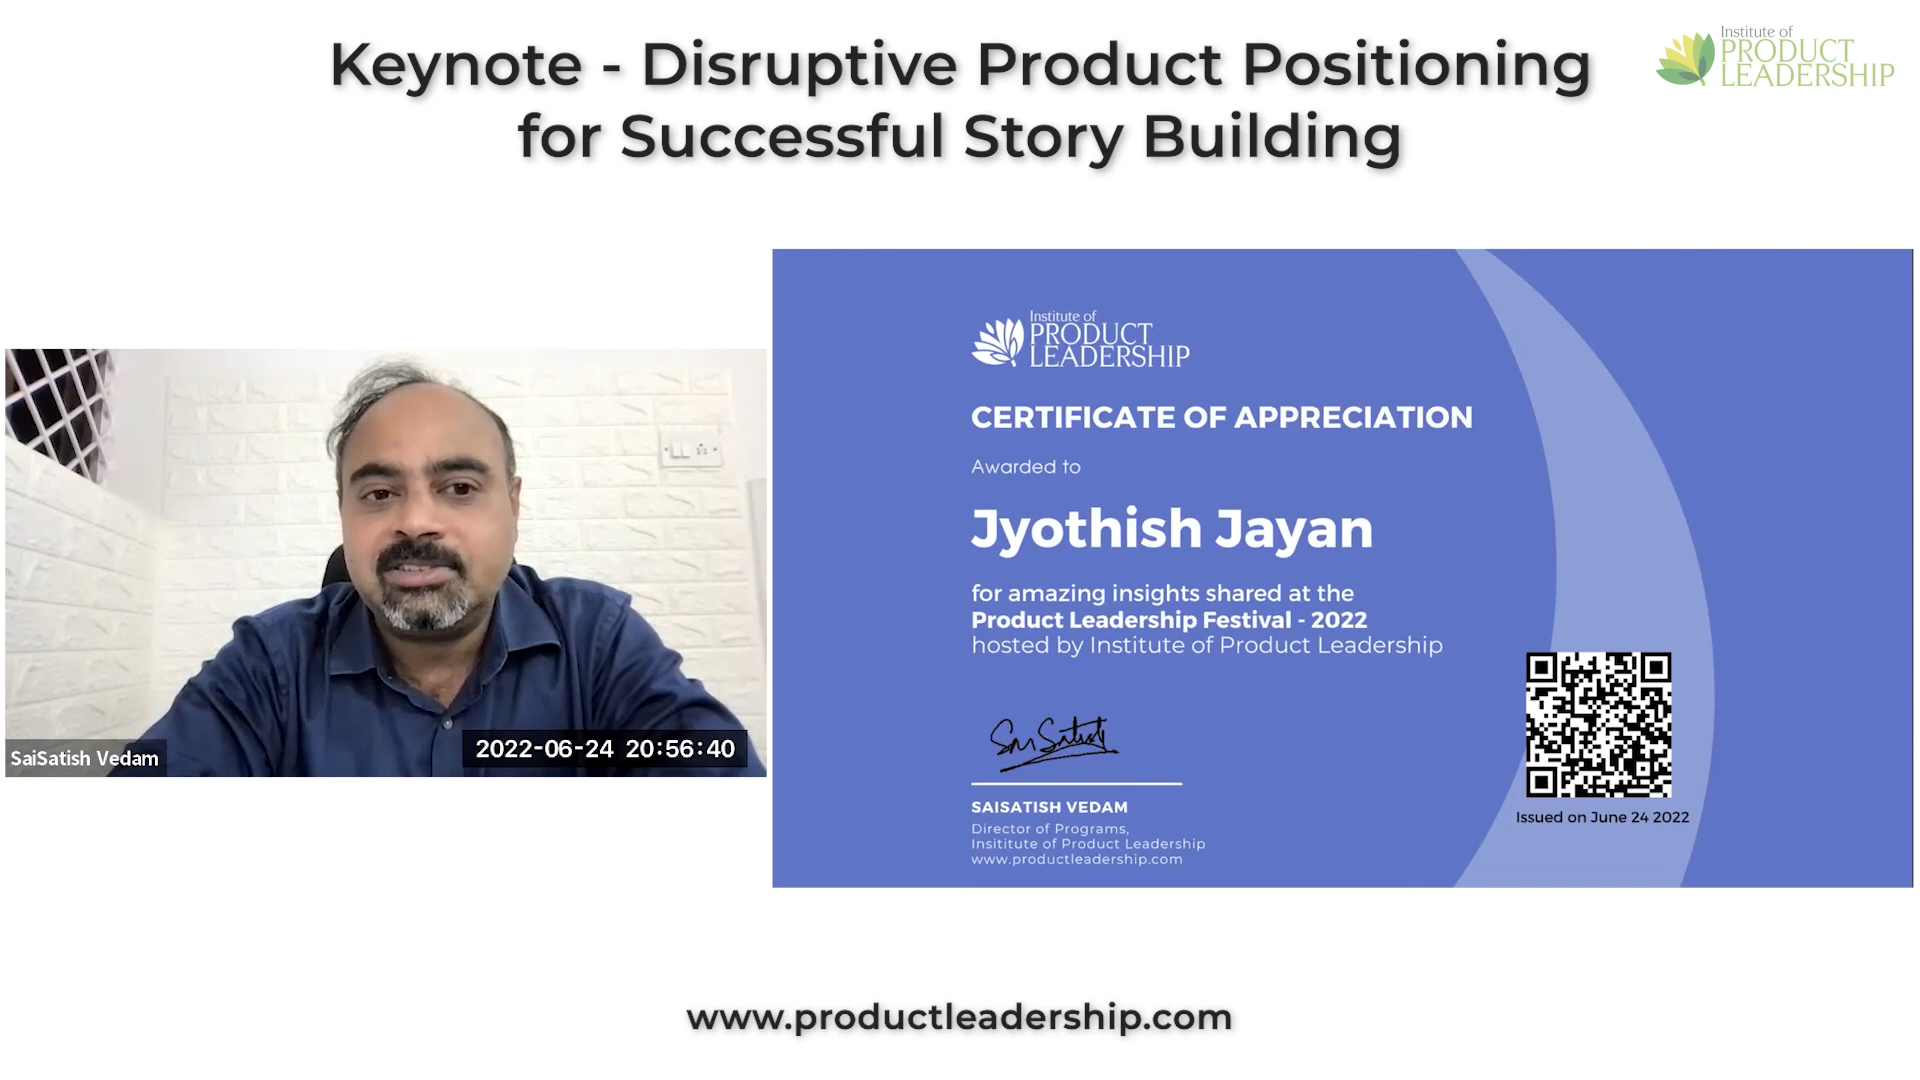 Keynote - Disruptive Product Positioning
for Successful Story Building
Institute of
PRODUCT
LEADERSHIP
Institute of
PRODUCT
LEADERSHIP
CERTIFICATE OF APPRECIATION
Awarded to
Jyothish Jayan
for amazing insights shared at the
Product Leadership Festival - 2022
hosted by Institute of Product Leadership
Sai Satish
SAISATISH VEDAM
Director of Programs,
Insititute of Product Leadership
www.productleadership.com
Issued on June 24 2022
SaiSatish Vedam
2022-06-24 20:56:40
www.productleadership.com